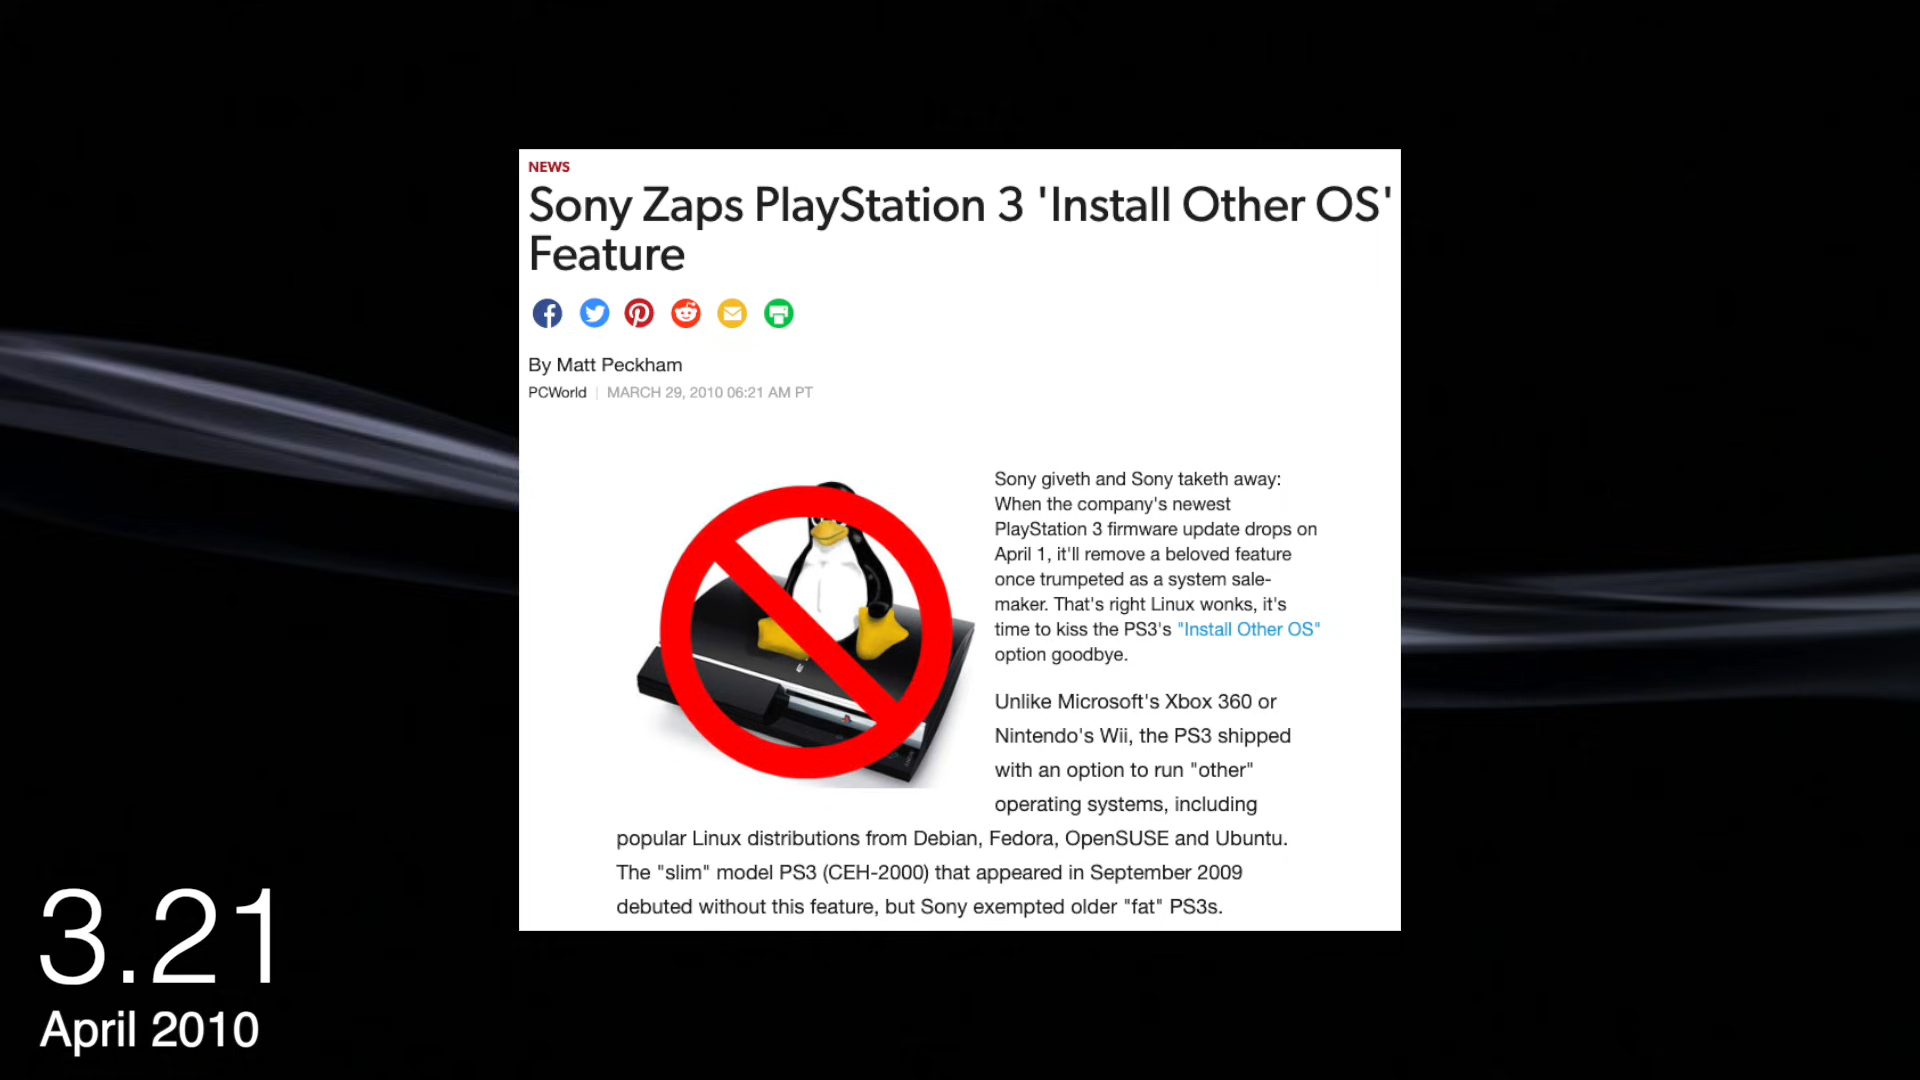 NEWS
Sony Zaps PlayStation 3 'Install Other OS'
Feature
By Matt Peckham
PCWorld | MARCH 29, 2010 06:21 AM PT
Sony giveth and Sony taketh away:
When the company's newest
PlayStation 3 firmware update drops on
April 1, it'll remove a beloved feature
once trumpeted as a system sale-
maker. That's right Linux wonks, it's
time to kiss the PS3's "Install Other OS"
option goodbye.
Unlike Microsoft's Xbox 360 or
Nintendo's Wii, the PS3 shipped
with an option to run "other"
operating systems, including
popular Linux distributions from Debian, Fedora, OpenSUSE and Ubuntu.
The "slim" model PS3 (CEH-2000) that appeared in September 2009
debuted without this feature, but Sony exempted older "fat" PS3s.
3.21
April 2010